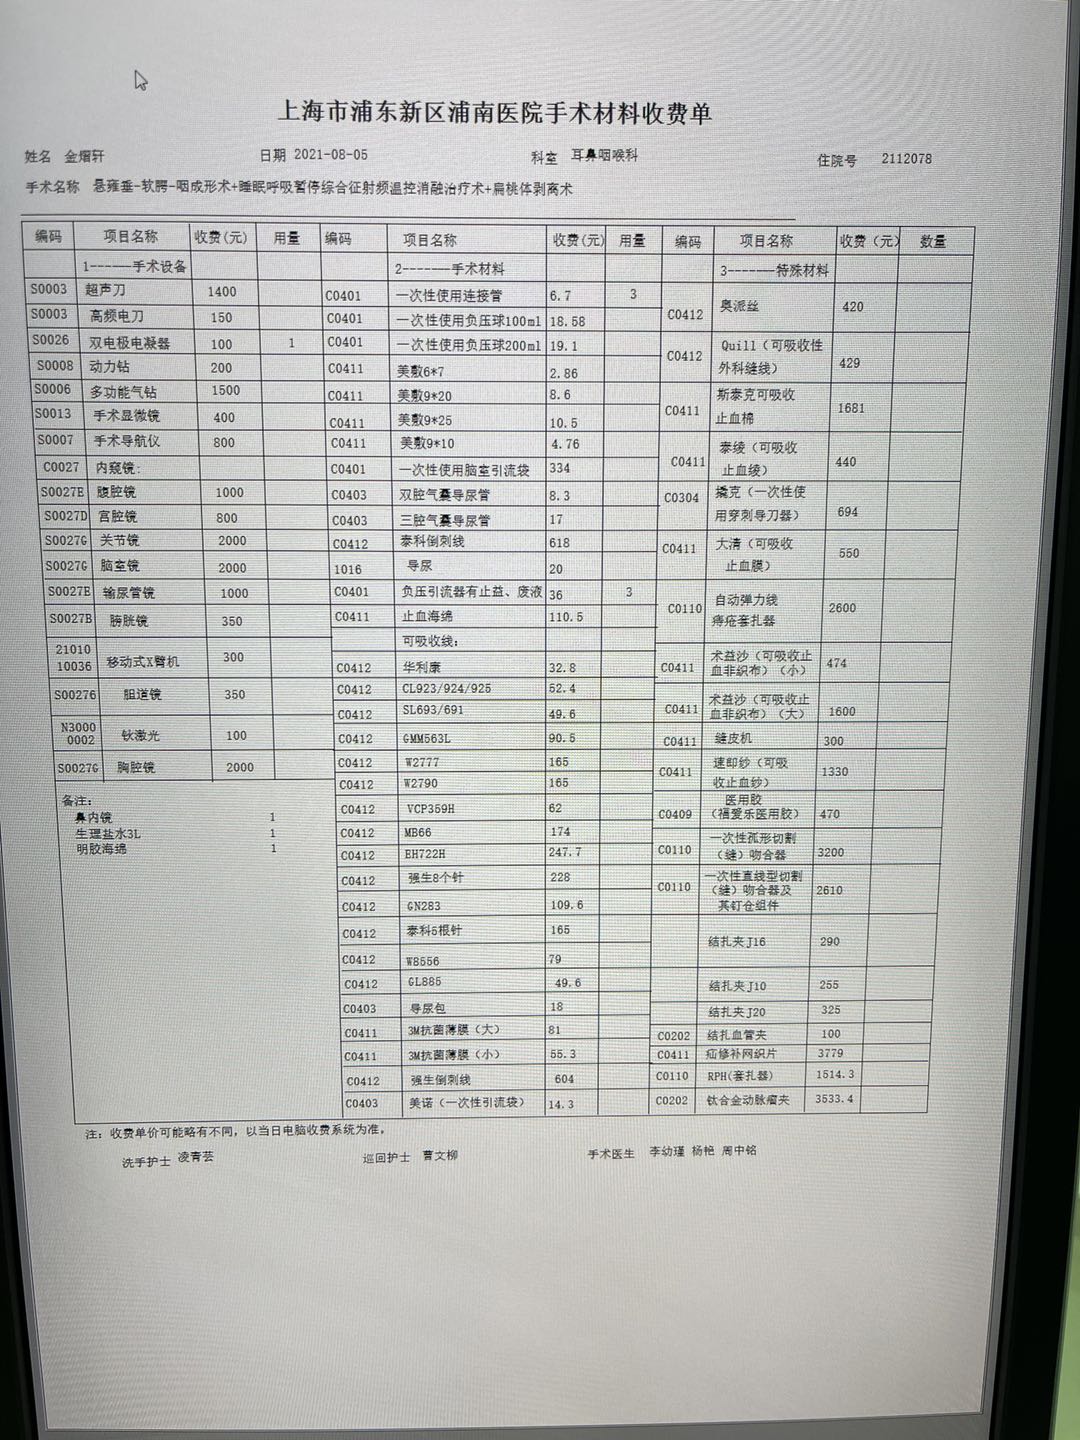 上海市浦东新区浦南医院手术材料收费单
姓名 金熠轩 日期 2021-08-05 科室 耳鼻咽喉科 住院号 2112078
手术名称 悬雍垂-软腭-咽成形术+睡眠呼吸暂停综合征射频温控消融治疗术+扁桃体剥离术
编码 项目名称 收费(元) 用量
1-----手术设备
S0003 超声刀 1400
S0003 高频电刀 150
S0026 双电极电凝器 100 1
S0008 动力钻 200
S0006 多功能气钻 1500
S0013 手术显微镜 400
S0007 手术导航仪 800
C0027 内窥镜:
S0027E 腹腔镜 1000
S0027D 宫腔镜 800
S0027G 关节镜 2000
S0027G 脑室镜 2000
S0027E 输尿管镜 1000
S0027B 膀胱镜 350
21010
10036 移动式X臂机 300
S00276 胆道镜 350
N3000
0002 钬激光 100
S0027G 胸腔镜 2000
备注:
鼻内镜 1
生理盐水3L 1
明胶海绵 1
编码 项目名称 收费(元) 用量
2-------手术材料
C0401 一次性使用连接管 6.7 3
C0401 一次性使用负压球100ml 18.58
C0401 一次性使用负压球200ml 19.1
C0411 美敷6*7 2.86
C0411 美敷9*20 8.6
C0411 美敷9*25 10.5
C0411 美敷9*10 4.76
C0401 一次性使用脑室引流袋 334
C0403 双腔气囊导尿管 8.3
C0403 三腔气囊导尿管 17
C0412 泰科倒刺线 618
1016 导尿 20
C0401 负压引流器有止益、废液 36 3
C0411 止血海绵 110.5
可吸收线:
C0412 华利康 32.8
C0412 CL923/924/925 52.4
C0412 SL693/691 49.6
C0412 GMM563L 90.5
C0412 W2777 165
C0412 W2790 165
C0412 VCP359H 62
C0412 MB66 174
C0412 EH722H 247.7
C0412 强生8个针 228
C0412 GN283 109.6
C0412 泰科5根针 165
C0412 W8556 79
C0412 GL885 49.6
C0403 导尿包 18
C0411 3M抗菌薄膜（大） 81
C0411 3M抗菌薄膜（小） 55.3
C0412 强生倒刺线 604
C0403 美诺（一次性引流袋） 14.3
编码 项目名称 收费（元） 数量
3-------特殊材料
C0412 奥派丝 420
C0412 Quill（可吸收性
外科缝线） 429
C0411 斯泰克可吸收
止血棉 1681
C0411 泰绫（可吸收
止血绫） 440
C0304 撬克（一次性使
用穿刺导刀器） 694
C0411 大清（可吸收
止血膜） 550
C0110 自动弹力线
痔疮套扎器 2600
C0411 术益沙（可吸收止
血非织布）（小） 474
C0411 术益沙（可吸收止
血非织布）（大） 1600
C0411 缝皮机 300
C0411 速即纱（可吸
收止血纱） 1330
C0409 医用胶
（福爱乐医用胶） 470
C0110 一次性弧形切割
（缝）吻合器 3200
C0110 一次性直线型切割
（缝）吻合器及
其钉仓组件 2610
结扎夹J16 290
结扎夹J10 255
结扎夹J20 325
C0202 结扎血管夹 100
C0411 疝修补网织片 3779
C0110 RPH(套扎器) 1514.3
C0202 钛合金动脉瘤夹 3533.4
注：收费单价可能略有不同，以当日电脑收费系统为准。
洗手护士 凌青芸 巡回护士 曹文柳 手术医生 李幼瑾 杨艳 周中铭